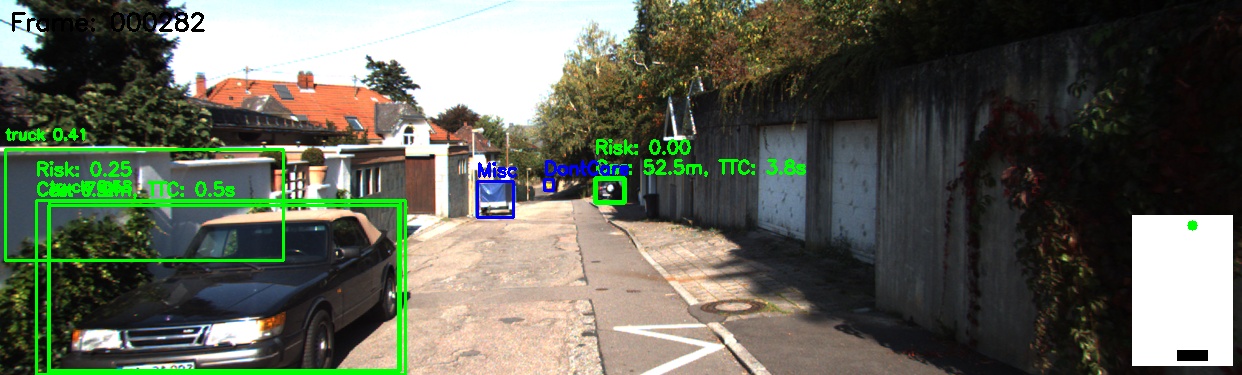 Frame: 000282
truck 0.41
Risk: 0.25
TTC: 0.5s
Misc
DontCare
Risk: 0.00
52.5m, TTC: 3.8s